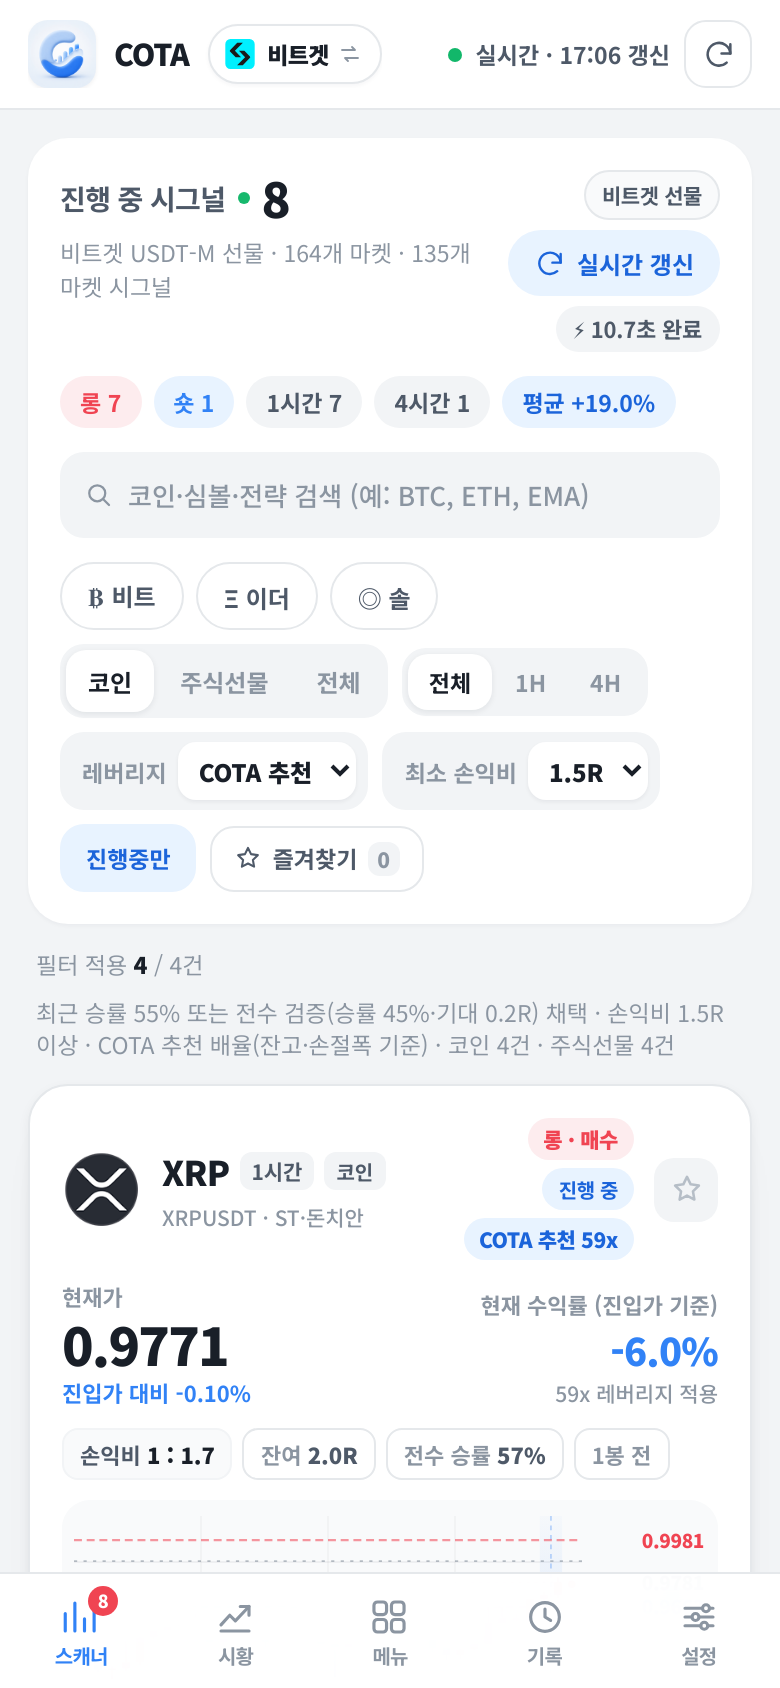 COTA 비트겟 실시간 · 17:06 갱신
진행 중 시그널 8 비트겟 선물
비트겟 USDT-M 선물 · 164개 마켓 · 135개
마켓 시그널
실시간 갱신
⚡ 10.7초 완료
롱 7 숏 1 1시간 7 4시간 1 평균 +19.0%
코인·심볼·전략 검색 (예: BTC, ETH, EMA)
₿ 비트 Ξ 이더 ◎ 솔
코인 주식선물 전체 전체 1H 4H
레버리지 COTA 추천 최소 손익비 1.5R
진행중만 즐겨찾기 0
필터 적용 4 / 4건
최근 승률 55% 또는 전수 검증(승률 45%·기대 0.2R) 채택 · 손익비 1.5R
이상 · COTA 추천 배율(잔고·손절폭 기준) · 코인 4건 · 주식선물 4건
XRP 1시간 코인
XRPUSDT · ST·돈치안
롱 · 매수
진행 중
COTA 추천 59x
현재가
0.9771
진입가 대비 -0.10%
현재 수익률 (진입가 기준)
-6.0%
59x 레버리지 적용
손익비 1 : 1.7 잔여 2.0R 전수 승률 57% 1봉 전
0.9981
8
스캐너 시황 메뉴 기록 설정